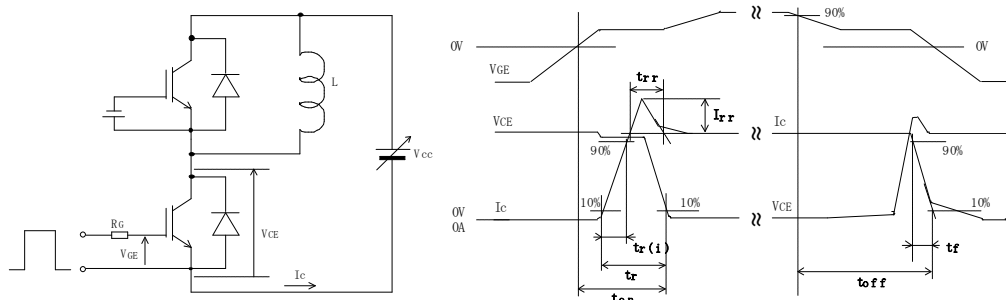 L
Vcc
RG
VGE
VCE
Ic
0V
VGE
90%
0V
trr
Irr
VCE
Ic
90%
90%
Ic
10%
10%
VCE
10%
0V
0A
tr(i)
tr
ton
tf
toff